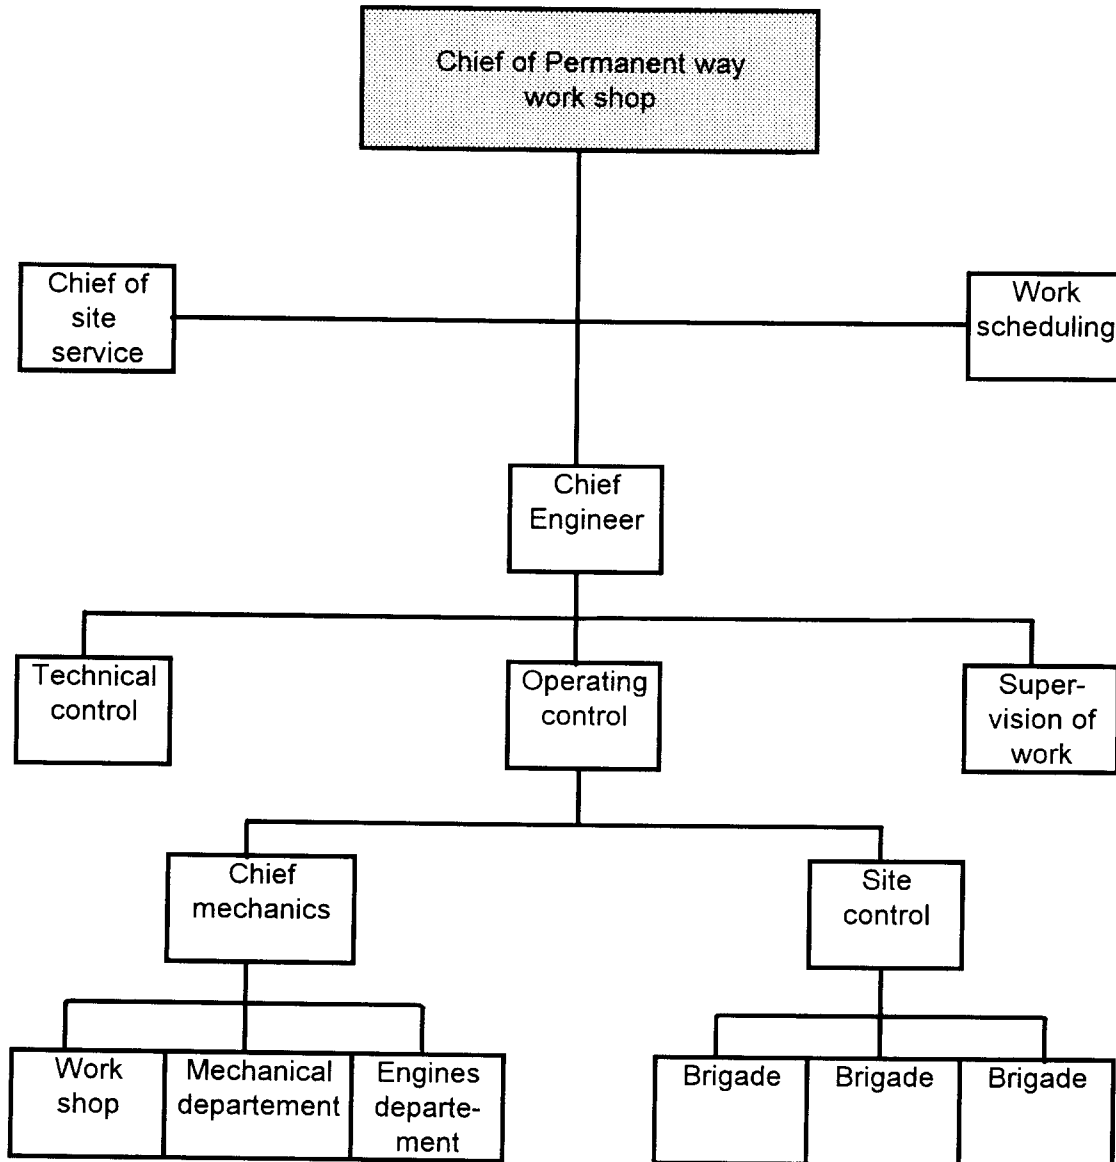 Chief of Permanent way
work shop
Chief of
site
service
Work
scheduling
Chief
Engineer
Technical
control
Operating
control
Super-
vision of
work
Chief
mechanics
Site
control
Work
shop
Mechanical
departement
Engines
departe-
ment
Brigade
Brigade
Brigade